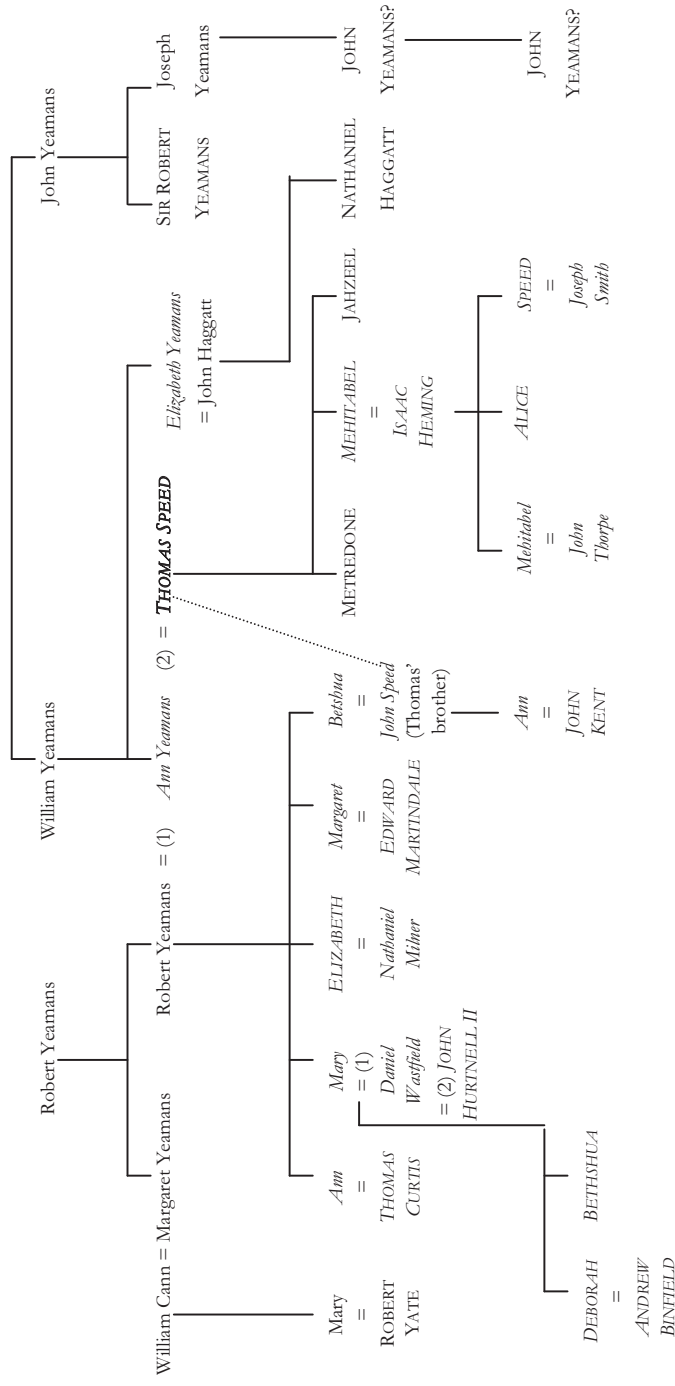 Robert Yeamans
William Yeamans
John Yeamans
William Cann = Margaret Yeamans
Robert Yeamans
= (1)
Ann Yeamans
(2) = THOMAS SPEED
Elizabeth Yeamans
= John Haggatt
SIR ROBERT
YEAMANS
Joseph
Yeamans
Mary
=
ROBERT
YATE
Ann
=
THOMAS
CURTIS
Mary
= (1)
Daniel
Wastfield
= (2) JOHN
HURTNELL II
ELIZABETH
=
Nathaniel
Milner
Margaret
=
EDWARD
MARTINDALE
Betshua
=
John Speed
(Thomas'
brother)
METREDONE
MEHITABEL
=
ISAAC
HEMING
JAHZEEL
NATHANIEL
HAGGATT
JOHN
YEAMANS?
DEBORAH
=
ANDREW
BINFIELD
BETHSHUA
Ann
=
JOHN
KENT
Mehitabel
=
John
Thorpe
ALICE
SPEED
=
Joseph
Smith
JOHN
YEAMANS?